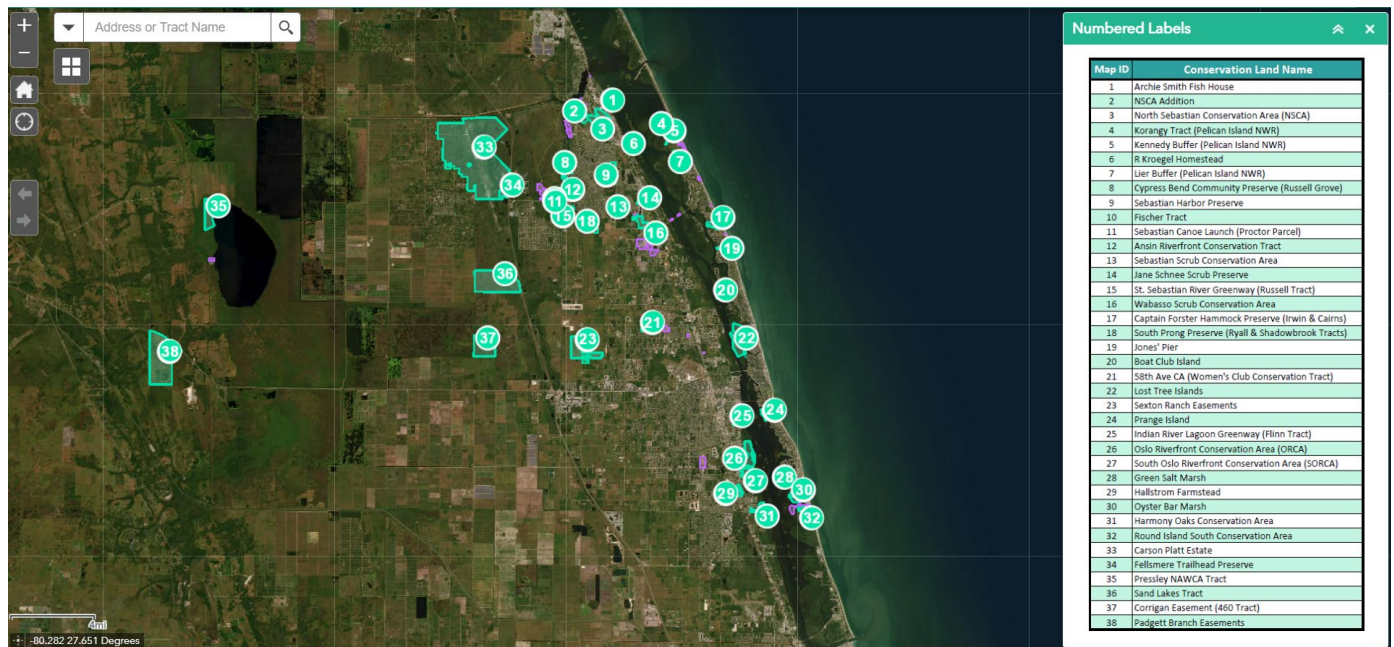 +
Address or Tract Name
−
Numbered Labels
Map ID Conservation Land Name
1 Archie Smith Fish House
2 NSCA Addition
3 North Sebastian Conservation Area (NSCA)
4 Korangy Tract (Pelican Island NWR)
5 Kennedy Buffer (Pelican Island NWR)
6 R Kroegel Homestead
7 Lier Buffer (Pelican Island NWR)
8 Cypress Bend Community Preserve (Russell Grove)
9 Sebastian Harbor Preserve
10 Fischer Tract
11 Sebastian Canoe Launch (Proctor Parcel)
12 Ansin Riverfront Conservation Tract
13 Sebastian Scrub Conservation Area
14 Jane Schnee Scrub Preserve
15 St. Sebastian River Greenway (Russell Tract)
16 Wabasso Scrub Conservation Area
17 Captain Forster Hammock Preserve (Irwin & Cairns)
18 South Prong Preserve (Ryall & Shadowbrook Tracts)
19 Jones' Pier
20 Boat Club Island
21 58th Ave CA (Women's Club Conservation Tract)
22 Lost Tree Islands
23 Sexton Ranch Easements
24 Prange Island
25 Indian River Lagoon Greenway (Flinn Tract)
26 Oslo Riverfront Conservation Area (ORCA)
27 South Oslo Riverfront Conservation Area (SORCA)
28 Green Salt Marsh
29 Hallstrom Farmstead
30 Oyster Bar Marsh
31 Harmony Oaks Conservation Area
32 Round Island South Conservation Area
33 Carson Platt Estate
34 Fellsmere Trailhead Preserve
35 Pressley NAWCA Tract
36 Sand Lakes Tract
37 Corrigan Easement (460 Tract)
38 Padgett Branch Easements
1
2
3
4
5
6
7
8
9
33
34
12
11
15
18
13
14
16
17
19
35
36
20
21
22
23
37
38
24
25
26
27
28
29
30
31
32
4mi
-80.282 27.651 Degrees